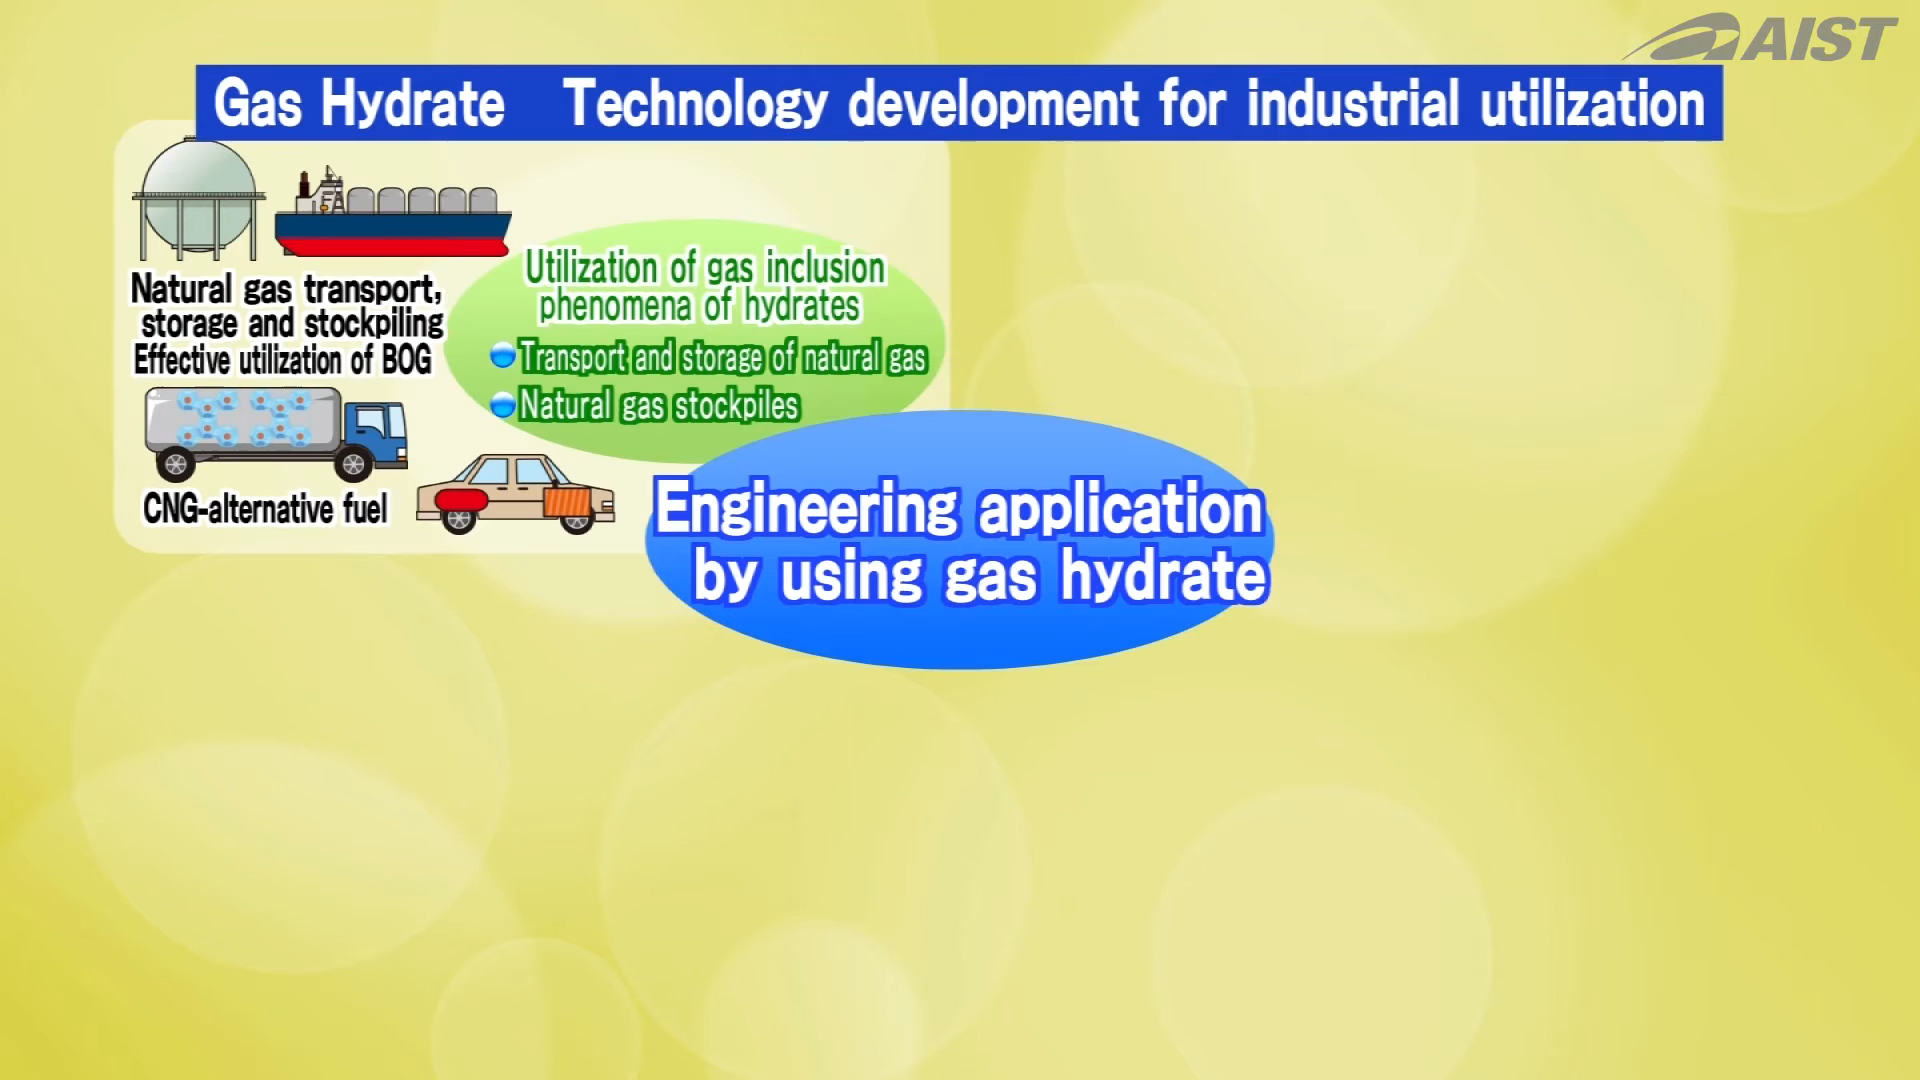 AIST
Gas Hydrate Technology development for industrial utilization
Natural gas transport,
storage and stockpiling
Effective utilization of BOG
CNG-alternative fuel
Utilization of gas inclusion
phenomena of hydrates
Transport and storage of natural gas
Natural gas stockpiles
Engineering application
by using gas hydrate